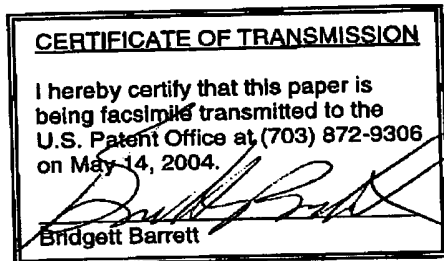 CERTIFICATE OF TRANSMISSION
I hereby certify that this paper is
being facsimile transmitted to the
U.S. Patent Office at (703) 872-9306
on May 14, 2004.
Bridgett Barrett